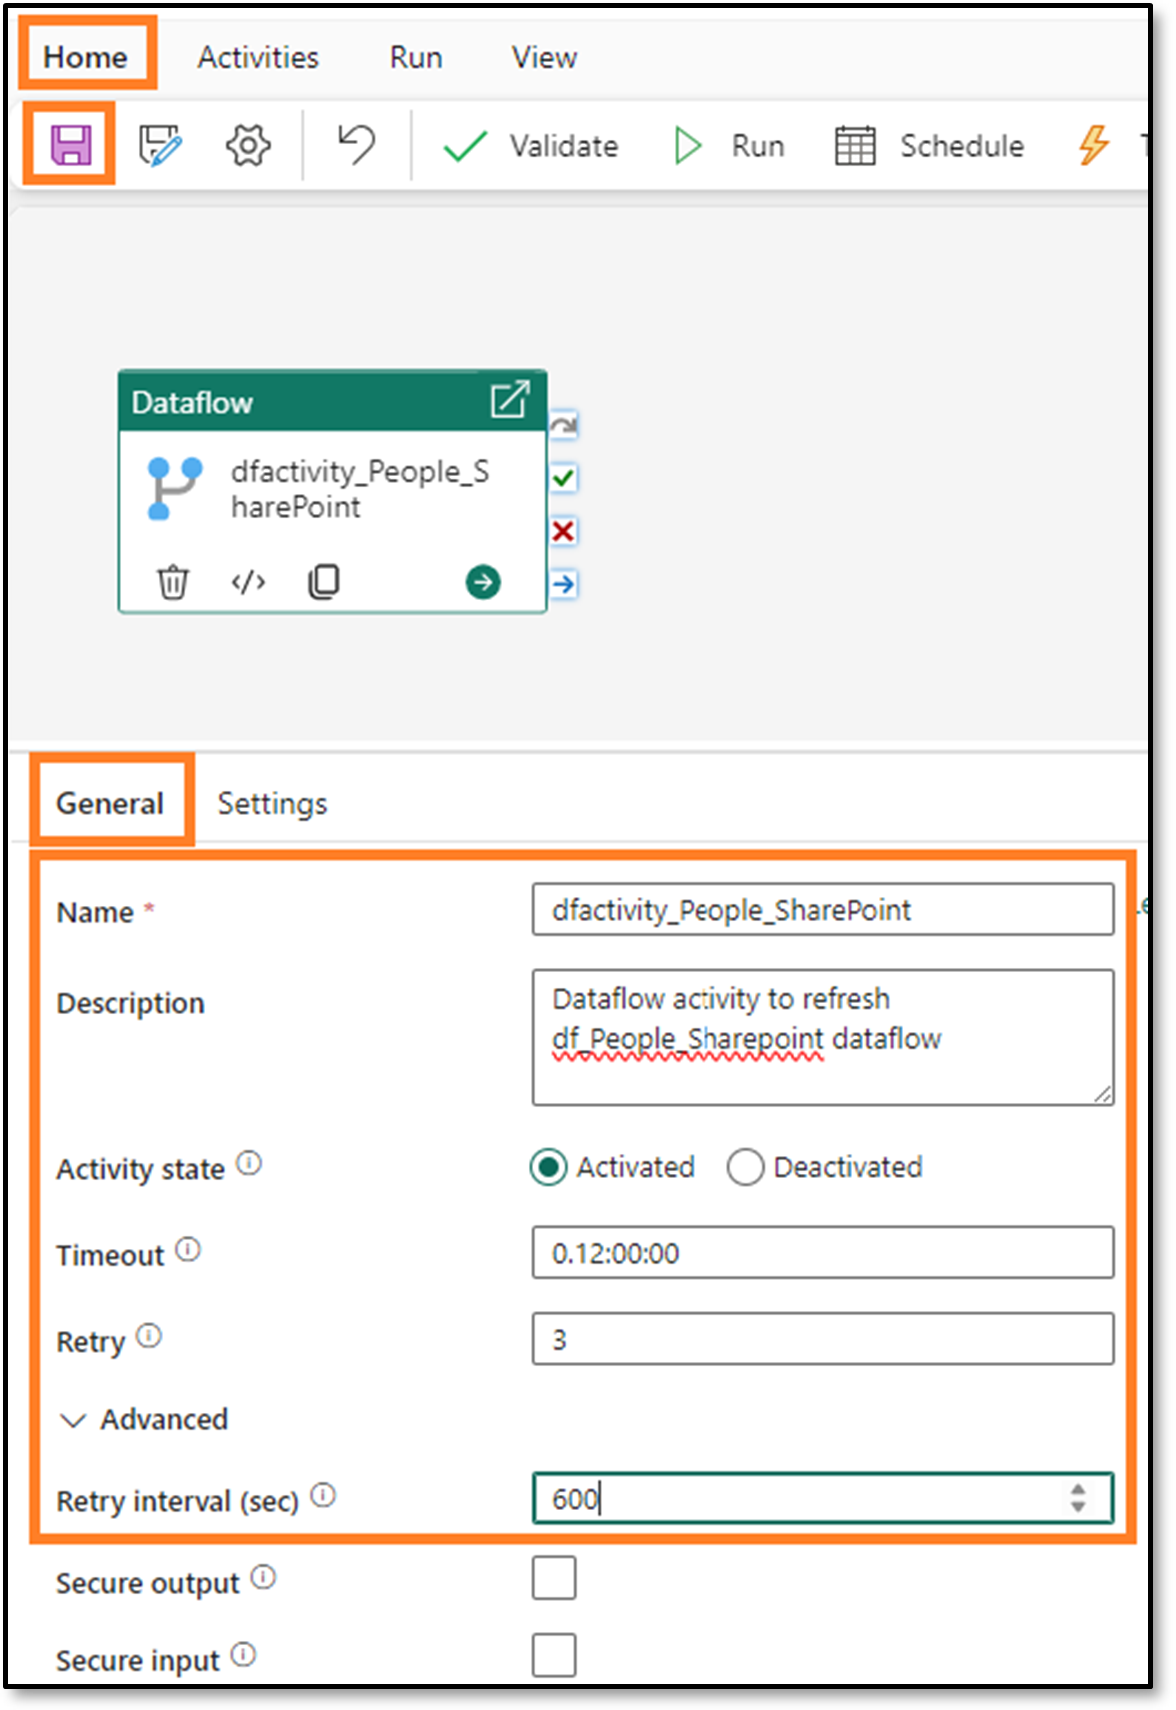 Home Activities Run View
Validate Run Schedule
Dataflow
dfactivity_People_S
harePoint
General Settings
Name * dfactivity_People_SharePoint
Description Dataflow activity to refresh
df_People_Sharepoint dataflow
Activity state Activated Deactivated
Timeout 0.12:00:00
Retry 3
Advanced
Retry interval (sec) 600
Secure output
Secure input